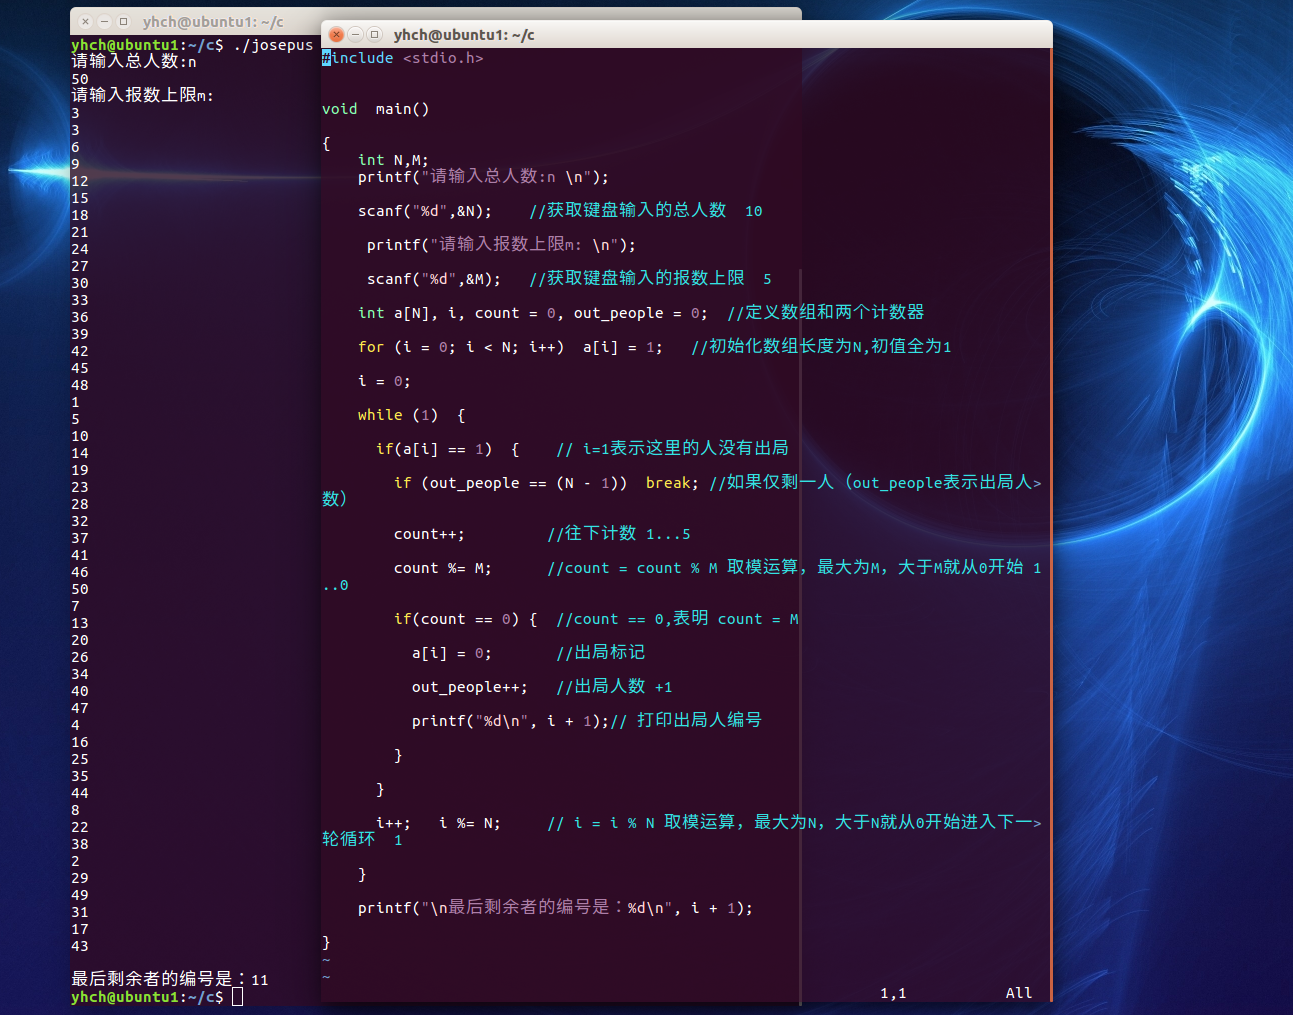 yhch@ubuntu1: ~/c
yhch@ubuntu1:~/c$ ./josepus
请输入总人数:n
50
请输入报数上限m:
3
3
6
9
12
15
18
21
24
27
30
33
36
39
42
45
48
1
5
10
14
19
23
28
32
37
41
46
50
7
13
20
26
34
40
47
4
16
25
35
44
8
22
38
2
29
49
31
17
43
最后剩余者的编号是：11
yhch@ubuntu1:~/c$
yhch@ubuntu1: ~/c
#include <stdio.h>
void  main()
{
    int N,M;
    printf("请输入总人数:n \n");
    scanf("%d",&N);    //获取键盘输入的总人数  10
     printf("请输入报数上限m: \n");
     scanf("%d",&M);   //获取键盘输入的报数上限  5
    int a[N], i, count = 0, out_people = 0;  //定义数组和两个计数器
    for (i = 0; i < N; i++)  a[i] = 1;   //初始化数组长度为N,初值全为1
    i = 0;
    while (1)  {
      if(a[i] == 1)  {    // i=1表示这里的人没有出局
        if (out_people == (N - 1))  break; //如果仅剩一人（out_people表示出局人>
数）
        count++;         //往下计数 1...5
        count %= M;      //count = count % M 取模运算，最大为M，大于M就从0开始 1
..0
        if(count == 0) {  //count == 0,表明 count = M
          a[i] = 0;       //出局标记
          out_people++;   //出局人数 +1
          printf("%d\n", i + 1);// 打印出局人编号
        }
      }
      i++;   i %= N;     // i = i % N 取模运算，最大为N，大于N就从0开始进入下一>
轮循环  1
    }
    printf("\n最后剩余者的编号是：%d\n", i + 1);
}
~
~
1,1           All